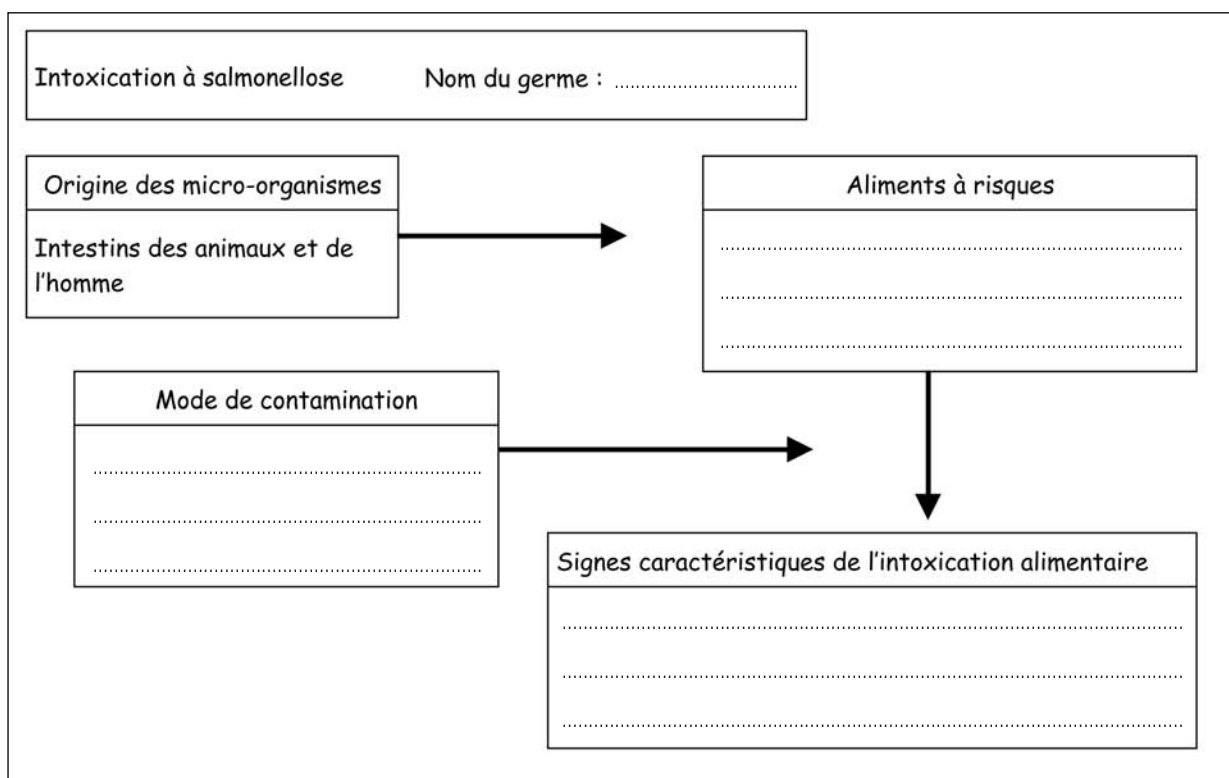 Intoxication à salmonellose Nom du germe : ..................................
Origine des micro-organismes
Intestins des animaux et de
l'homme
Aliments à risques
Mode de contamination
Signes caractéristiques de l'intoxication alimentaire